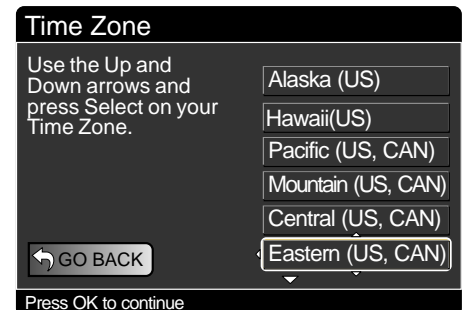 Time Zone
Use the Up and
Down arrows and
press Select on your
Time Zone.
Alaska (US)
Hawaii(US)
Pacific (US, CAN)
Mountain (US, CAN)
Central (US, CAN)
Eastern (US, CAN)
GO BACK
Press OK to continue